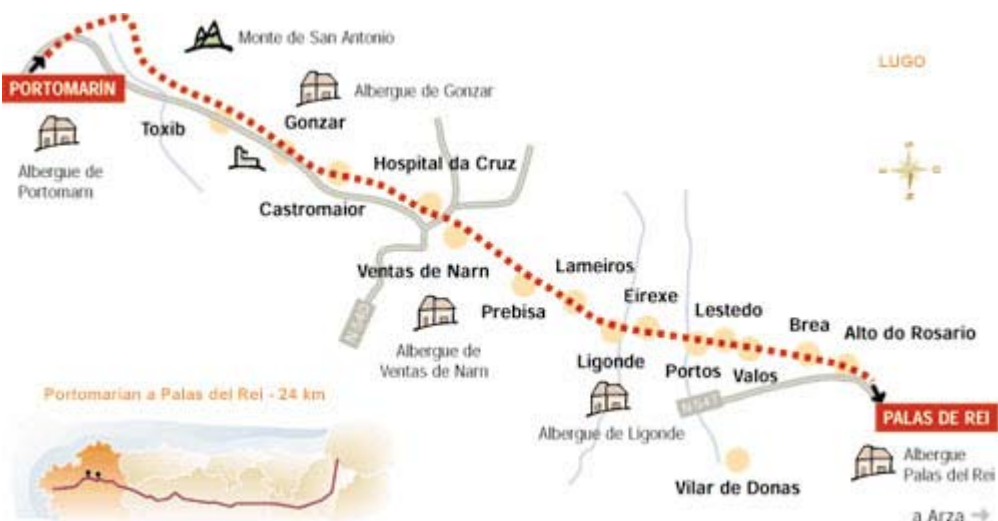 Monte de San Antonio
LUGO
PORTOMARÍN
Albergue de Gonzar
Toxib
Gonzar
Albergue de
Portomarn
Hospital da Cruz
Castromaior
Ventas de Narn
N-540
Albergue de
Ventas de Narn
Prebisa
Lameiros
Ligonde
Albergue de Ligonde
Eirexe
Portos
Lestedo
Valos
Brea
Alto do Rosario
N-547
PALAS DE REI
Albergue
Palas del Rei
Vilar de Donas
a Arza
Portomarian a Palas del Rei - 24 km